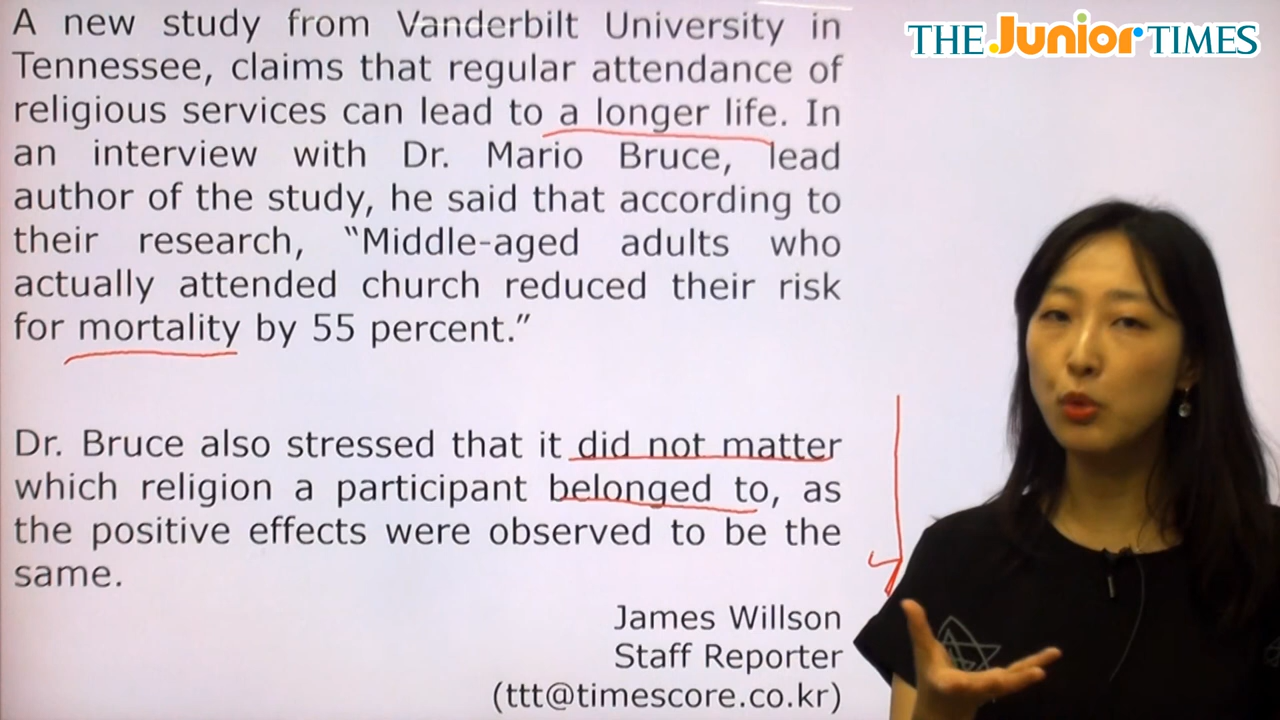 THE Junior TIMES
A new study from Vanderbilt University in
Tennessee, claims that regular attendance of
religious services can lead to a longer life. In
an interview with Dr. Mario Bruce, lead
author of the study, he said that according to
their research, “Middle-aged adults who
actually attended church reduced their risk
for mortality by 55 percent.”
Dr. Bruce also stressed that it did not matter
which religion a participant belonged to, as
the positive effects were observed to be the
same.
James Willson
Staff Reporter
(ttt@timescore.co.kr)